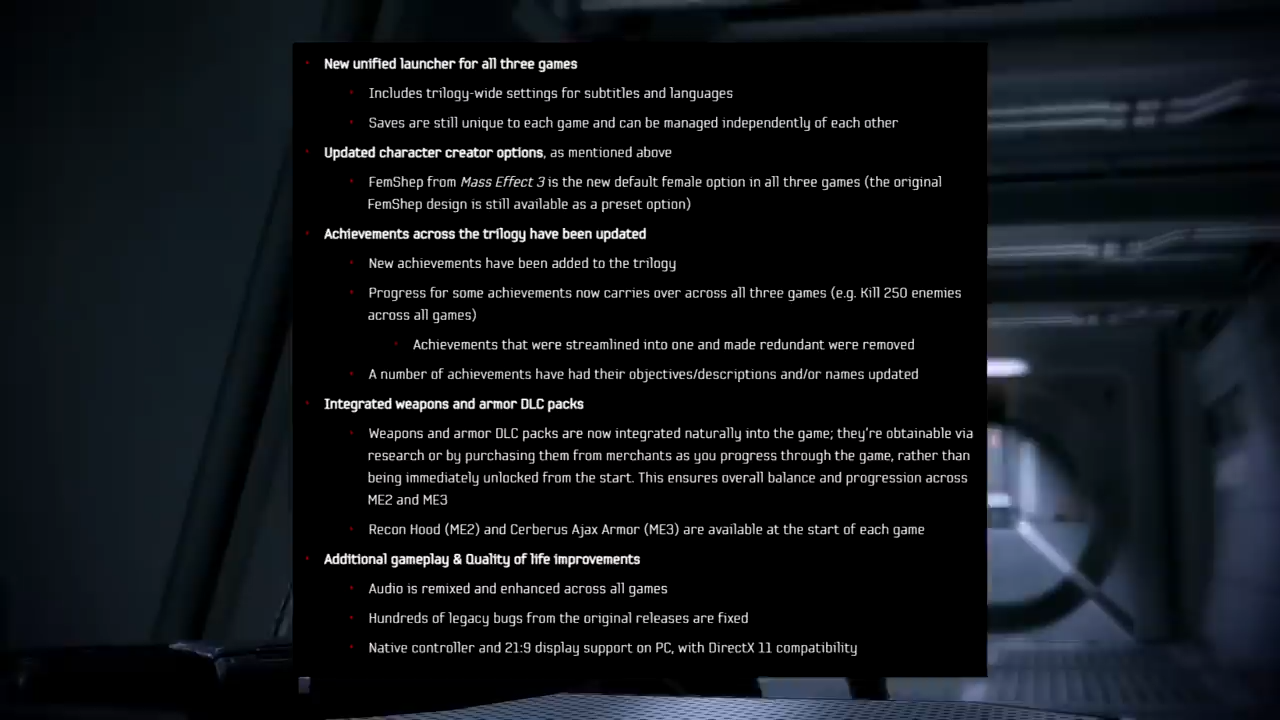 New unified launcher for all three games
Includes trilogy-wide settings for subtitles and languages
Saves are still unique to each game and can be managed independently of each other
Updated character creator options, as mentioned above
FemShep from Mass Effect 3 is the new default female option in all three games (the original
FemShep design is still available as a preset option)
Achievements across the trilogy have been updated
New achievements have been added to the trilogy
Progress for some achievements now carries over across all three games (e.g. Kill 250 enemies
across all games)
Achievements that were streamlined into one and made redundant were removed
A number of achievements have had their objectives/descriptions and/or names updated
Integrated weapons and armor DLC packs
Weapons and armor DLC packs are now integrated naturally into the game; they're obtainable via
research or by purchasing them from merchants as you progress through the game, rather than
being immediately unlocked from the start. This ensures overall balance and progression across
ME2 and ME3
Recon Hood (ME2) and Cerberus Ajax Armor (ME3) are available at the start of each game
Additional gameplay & Quality of life improvements
Audio is remixed and enhanced across all games
Hundreds of legacy bugs from the original releases are fixed
Native controller and 21:9 display support on PC, with DirectX 11 compatibility